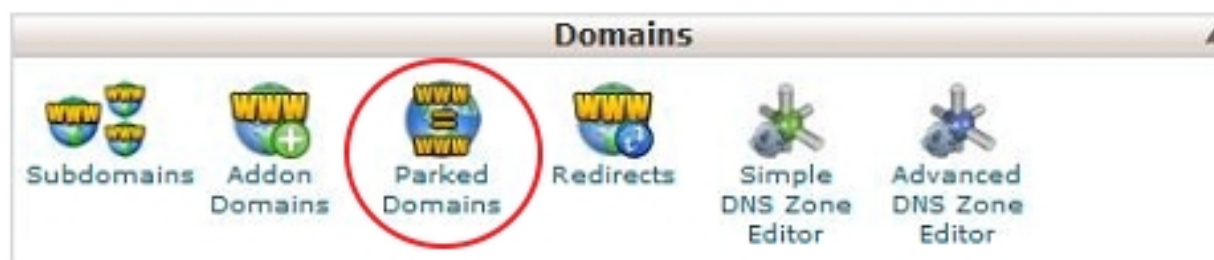 Domains
WWW WWW WWW
WWW
WWW = WWW
WWW
Subdomains
Addon
Domains
Parked
Domains
Redirects
Simple
DNS Zone
Editor
Advanced
DNS Zone
Editor